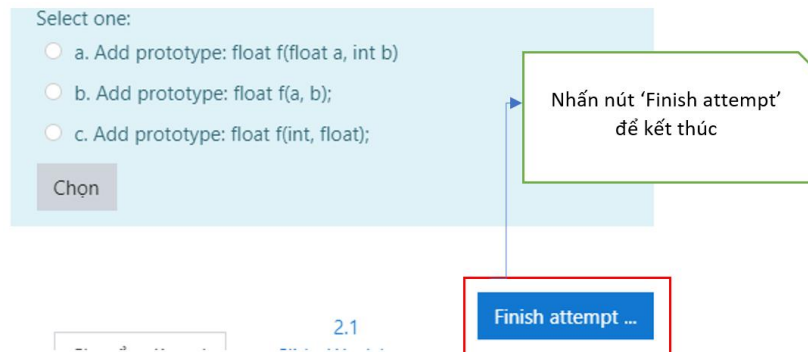 Select one:
a. Add prototype: float f(float a, int b)
b. Add prototype: float f(a, b);
c. Add prototype: float f(int, float);
Chọn
Nhấn nút ‘Finish attempt’
để kết thúc
Finish attempt ...
2.1